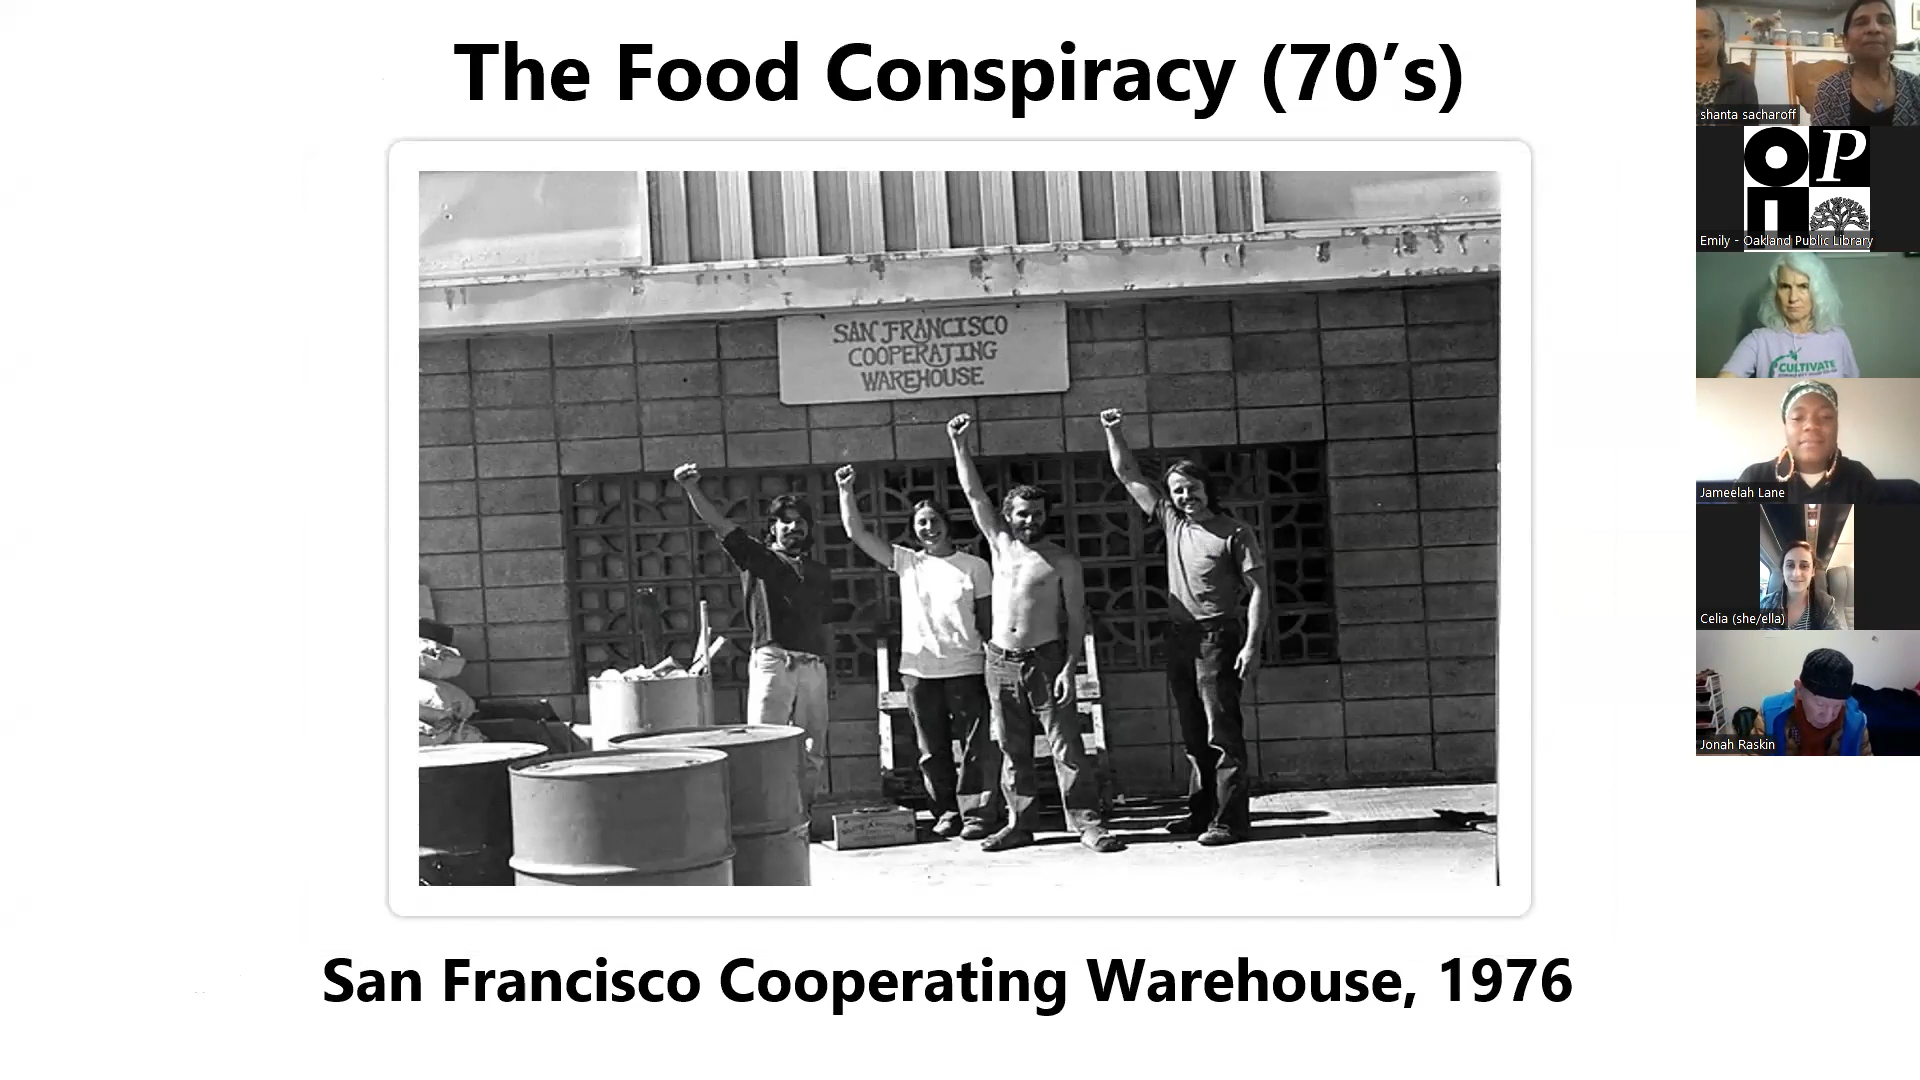 The Food Conspiracy (70’s)
SAN FRANCISCO
COOPERATING
WAREHOUSE
San Francisco Cooperating Warehouse, 1976
shanta sacharoff
O P
L
Emily - Oakland Public Library
CULTIVATE
Jameelah Lane
Celia (she/ella)
Jonah Raskin